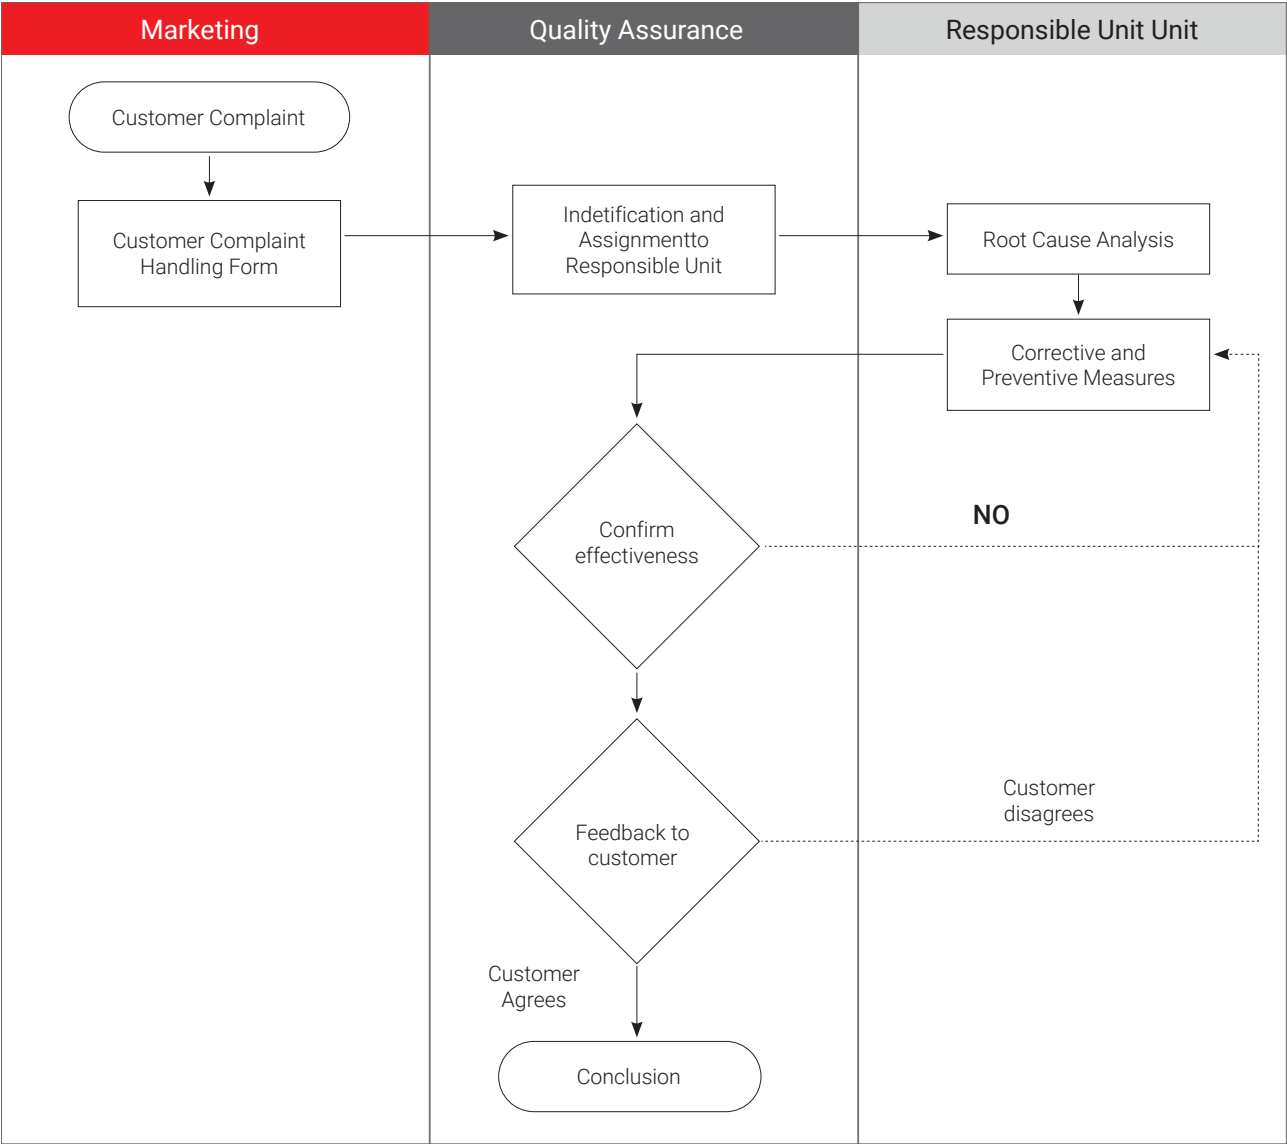 Marketing
Quality Assurance
Responsible Unit Unit
Customer Complaint
Customer Complaint
Handling Form
Indetification and
Assignmentto
Responsible Unit
Root Cause Analysis
Corrective and
Preventive Measures
Confirm
effectiveness
NO
Feedback to
customer
Customer
disagrees
Customer
Agrees
Conclusion